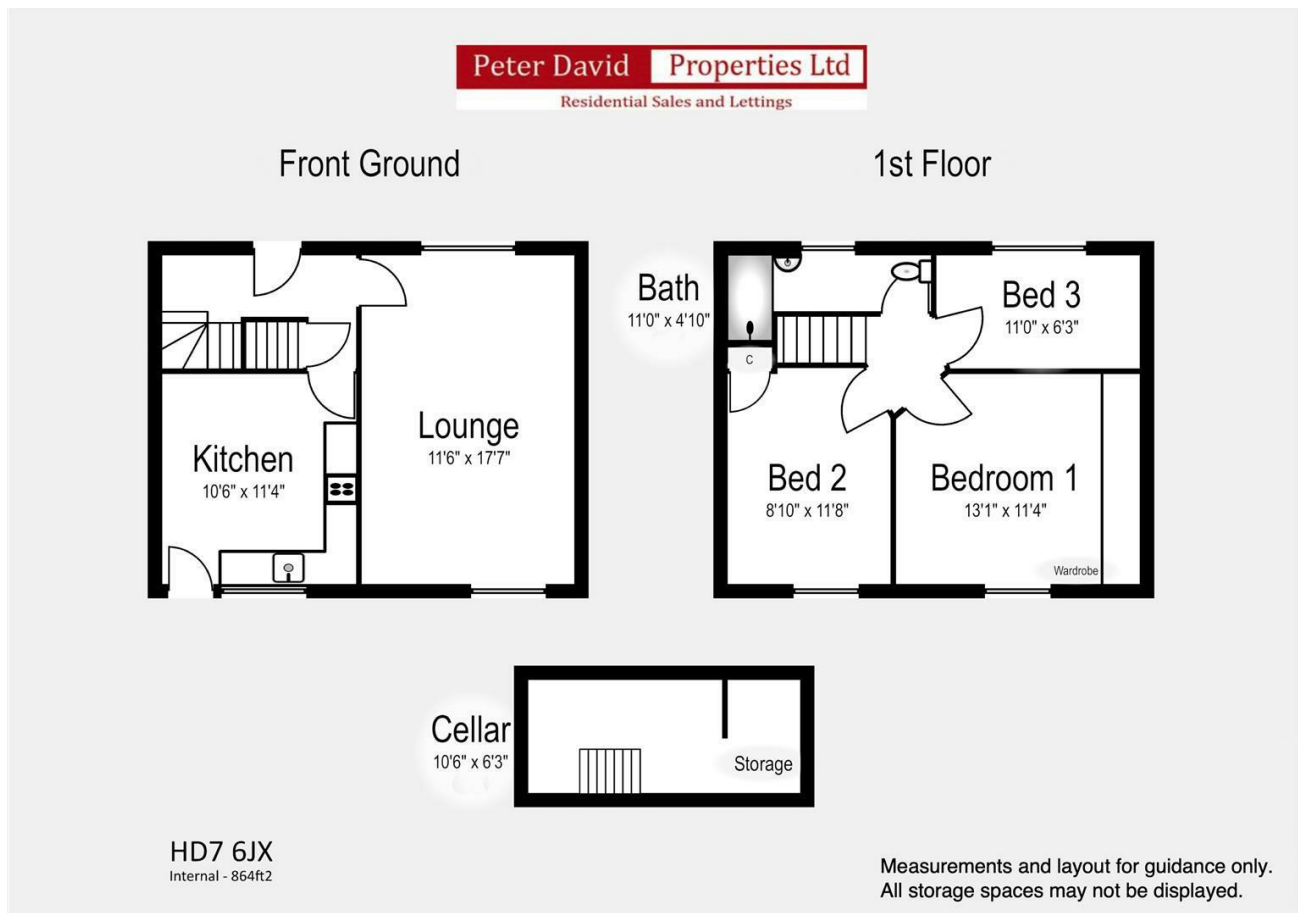 Peter David Properties Ltd
Residential Sales and Lettings
Front Ground
1st Floor
Bath
11'0" x 4'10"
Bed 3
11'0" x 6'3"
C
Lounge
11'6" x 17'7"
Kitchen
10'6" x 11'4"
Bed 2
8'10" x 11'8"
Bedroom 1
13'1" x 11'4"
Wardrobe
Cellar
10'6" x 6'3"
Storage
HD7 6JX
Internal - 864ft2
Measurements and layout for guidance only.
All storage spaces may not be displayed.